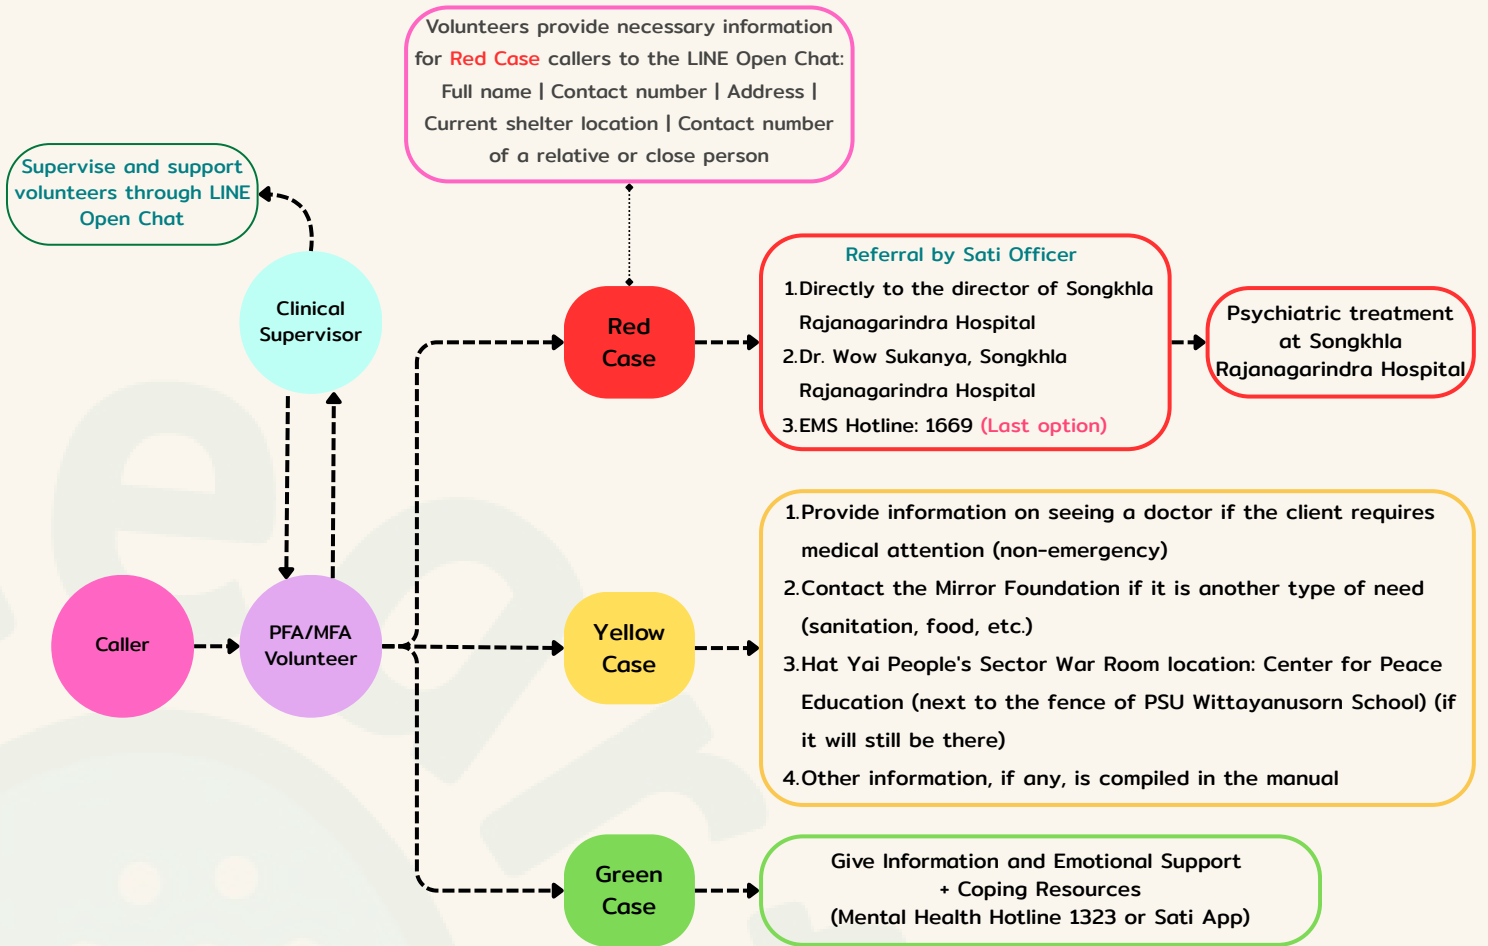 Volunteers provide necessary information
for Red Case callers to the LINE Open Chat:
Full name | Contact number | Address |
Current shelter location | Contact number
of a relative or close person
Supervise and support
volunteers through LINE
Open Chat
Clinical
Supervisor
Caller
PFA/MFA
Volunteer
Red
Case
Referral by Sati Officer
1.Directly to the director of Songkhla
Rajanagarindra Hospital
2.Dr. Wow Sukanya, Songkhla
Rajanagarindra Hospital
3.EMS Hotline: 1669 (Last option)
Psychiatric treatment
at Songkhla
Rajanagarindra Hospital
Yellow
Case
1.Provide information on seeing a doctor if the client requires
medical attention (non-emergency)
2.Contact the Mirror Foundation if it is another type of need
(sanitation, food, etc.)
3.Hat Yai People's Sector War Room location: Center for Peace
Education (next to the fence of PSU Wittayanusorn School) (if
it will still be there)
4.Other information, if any, is compiled in the manual
Green
Case
Give Information and Emotional Support
+ Coping Resources
(Mental Health Hotline 1323 or Sati App)